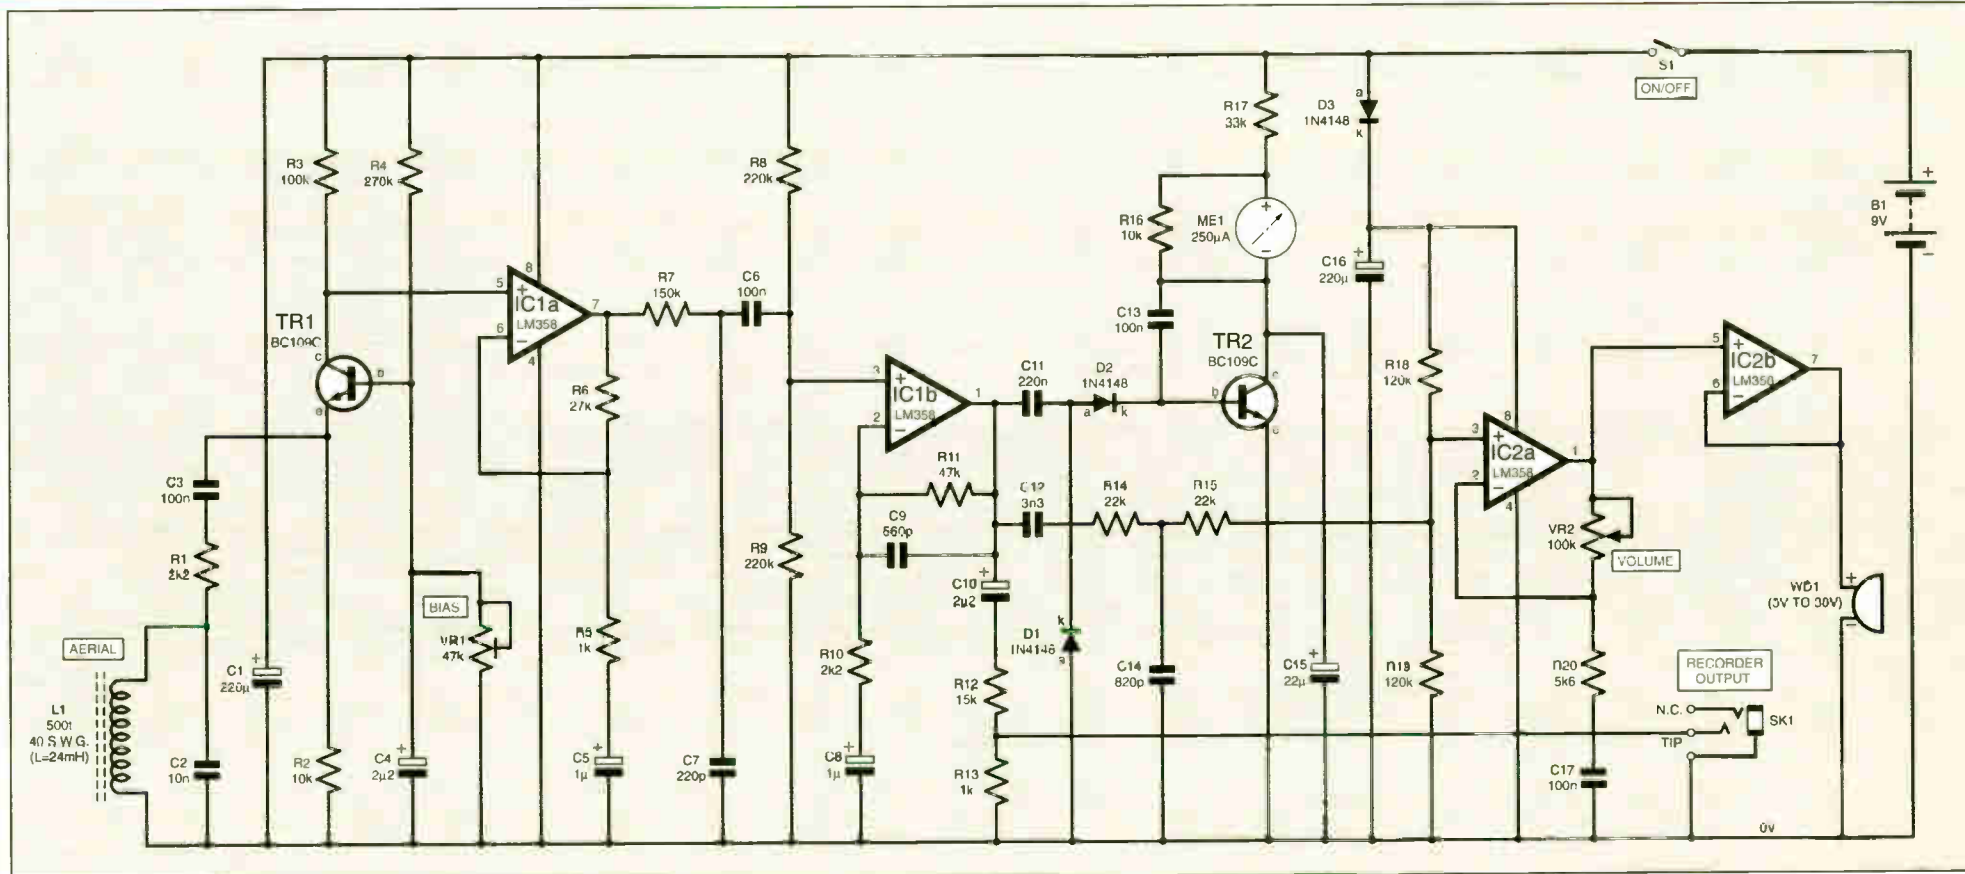 S1
ON/OFF
R17
33k
D3
1N4148
a
k
R3
100k
R4
270k
R8
220k
B1
9V
+
−
R16
10k
ME1
250µA
+
−
C16
220µ
+
TR1
BC109C
c
b
e
5
6
8
4
7
+
−
IC1a
LM358
R7
150k
C6
100n
C13
100n
TR2
BC109C
b
c
e
R18
120k
5
6
7
+
−
IC2b
R6
27k
3
2
1
+
−
IC1b
LM358
C11
220n
D2
1N4148
a
k
3
2
8
4
1
+
−
IC2a
LM358
C3
100n
R11
47k
C12
3n3
R14
22k
R15
22k
VR2
100k
VOLUME
R1
2k2
C9
560p
R9
220k
C10
2µ2
+
WD1
(3V TO 30V)
+
−
BIAS
VR1
47k
R5
1k
R10
2k2
D1
1N4148
k
a
AERIAL
L1
500t
40 S.W.G.
(L=24mH)
C1
220µ
+
R12
15k
C14
820p
C15
22µ
+
R19
120k
R20
5k6
RECORDER
OUTPUT
N.C.
SK1
TIP
C2
10n
R2
10k
C4
2µ2
+
C5
1µ
+
C7
220p
C8
1µ
+
R13
1k
C17
100n
0V